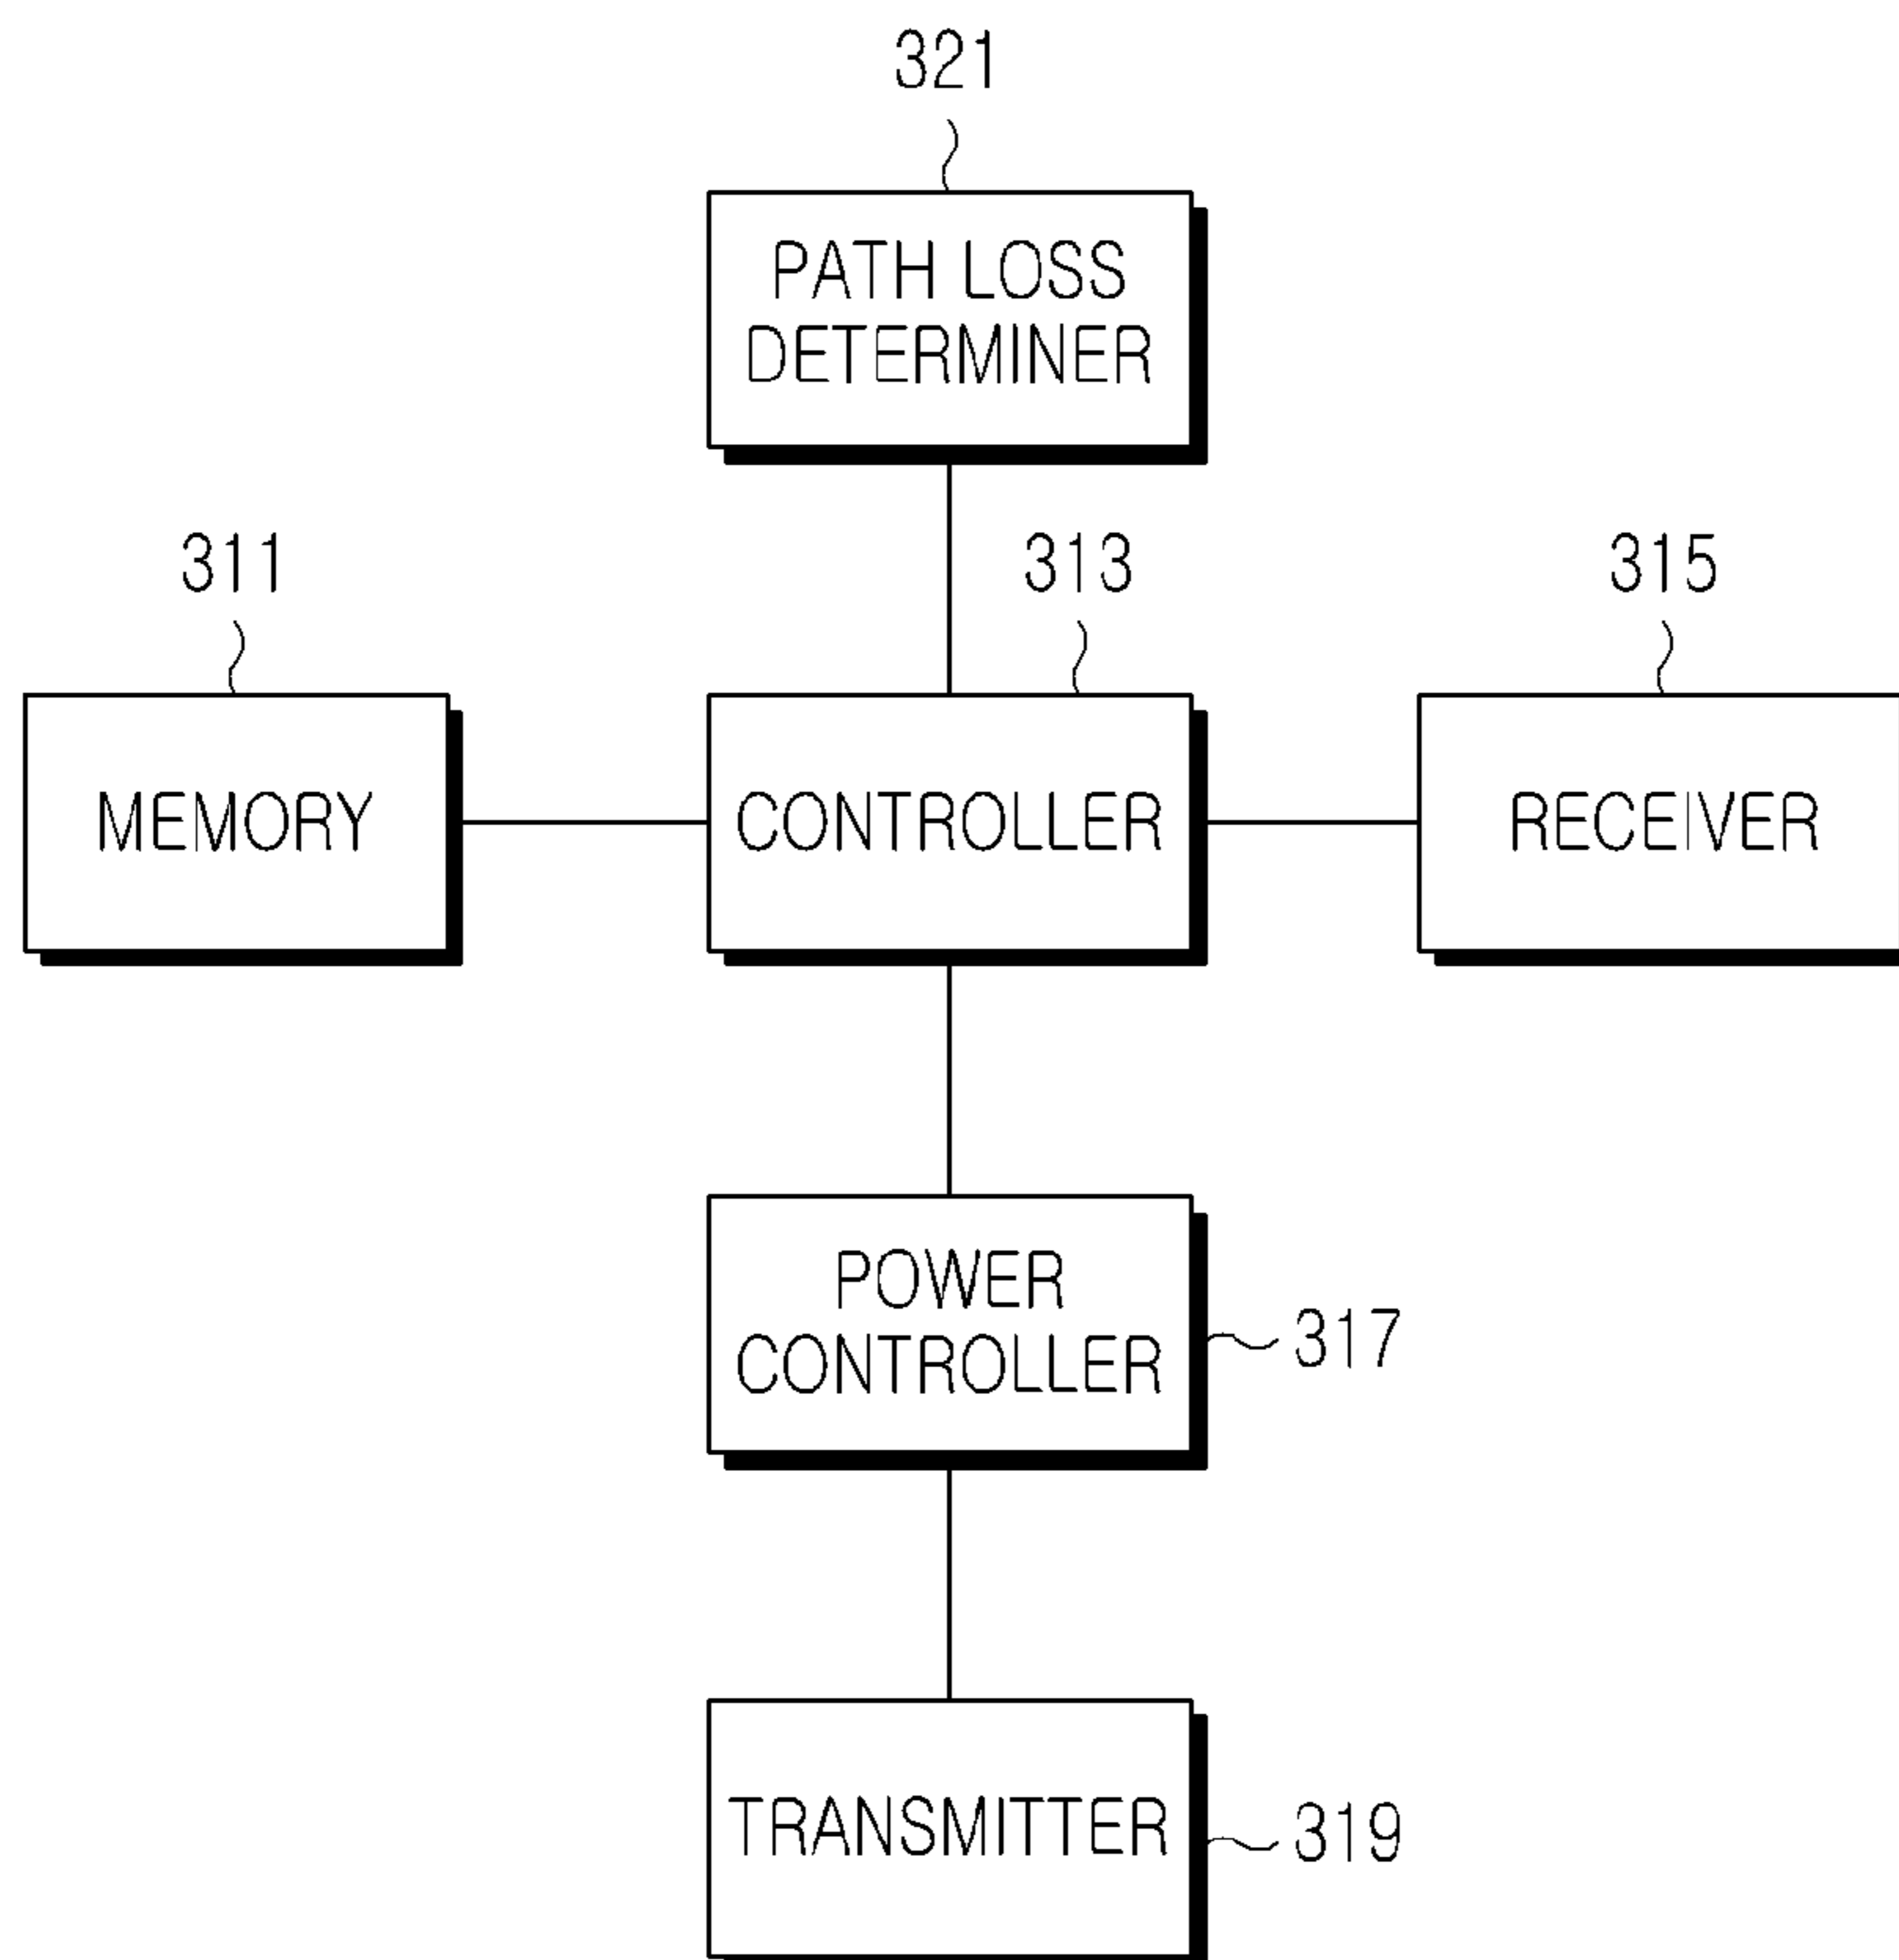 321
PATH LOSS
DETERMINER
311
313
315
MEMORY
CONTROLLER
RECEIVER
POWER
CONTROLLER
317
TRANSMITTER
319